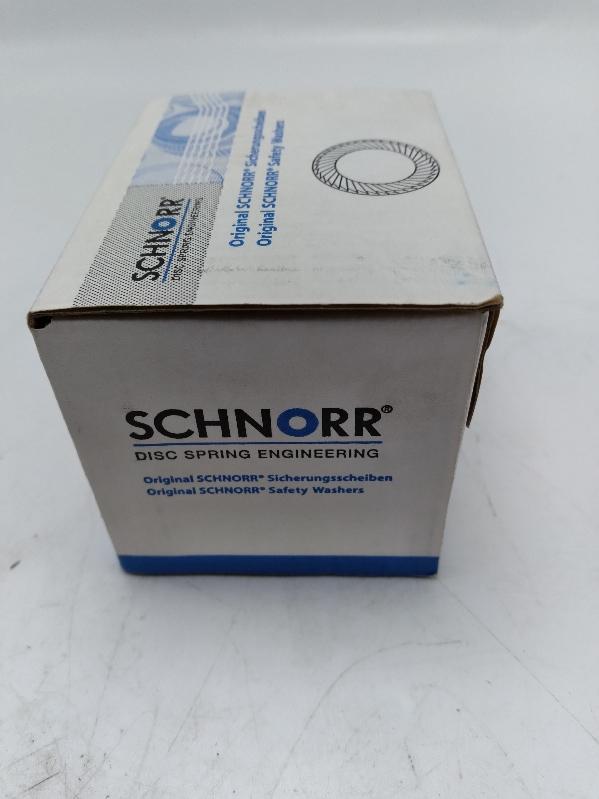 SCHNORR
DISC SPRING ENGINEERING
Original SCHNORR® Sicherungsscheiben
Original SCHNORR® Safety Washers
SCHNORR®
DISC SPRING ENGINEERING
Original SCHNORR® Sicherungsscheiben
Original SCHNORR® Safety Washers